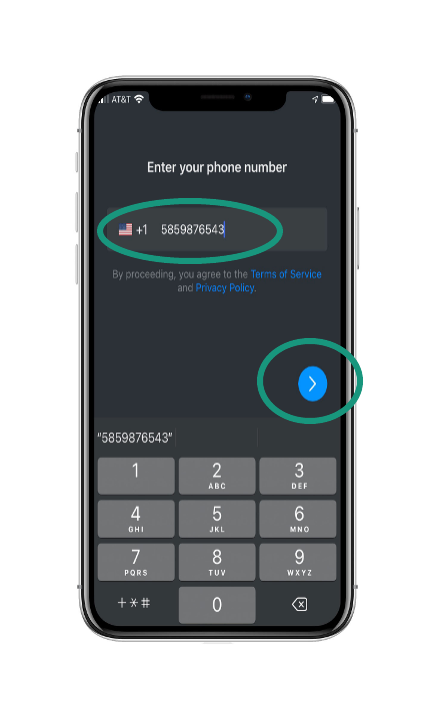 AT&T
Enter your phone number
+1 5859876543
By proceeding, you agree to the Terms of Service
and Privacy Policy.
"5859876543"
1 2 3
ABC DEF
4 5 6
GHI JKL MNO
7 8 9
PQRS TUV WXYZ
+*# 0